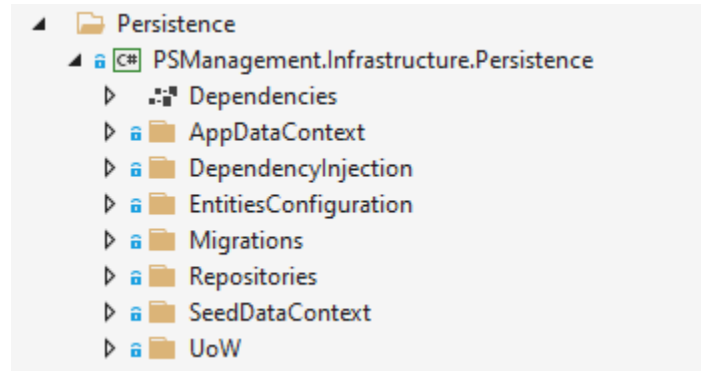 Persistence
C# PSManagement.Infrastructure.Persistence
Dependencies
AppDataContext
DependencyInjection
EntitiesConfiguration
Migrations
Repositories
SeedDataContext
UoW